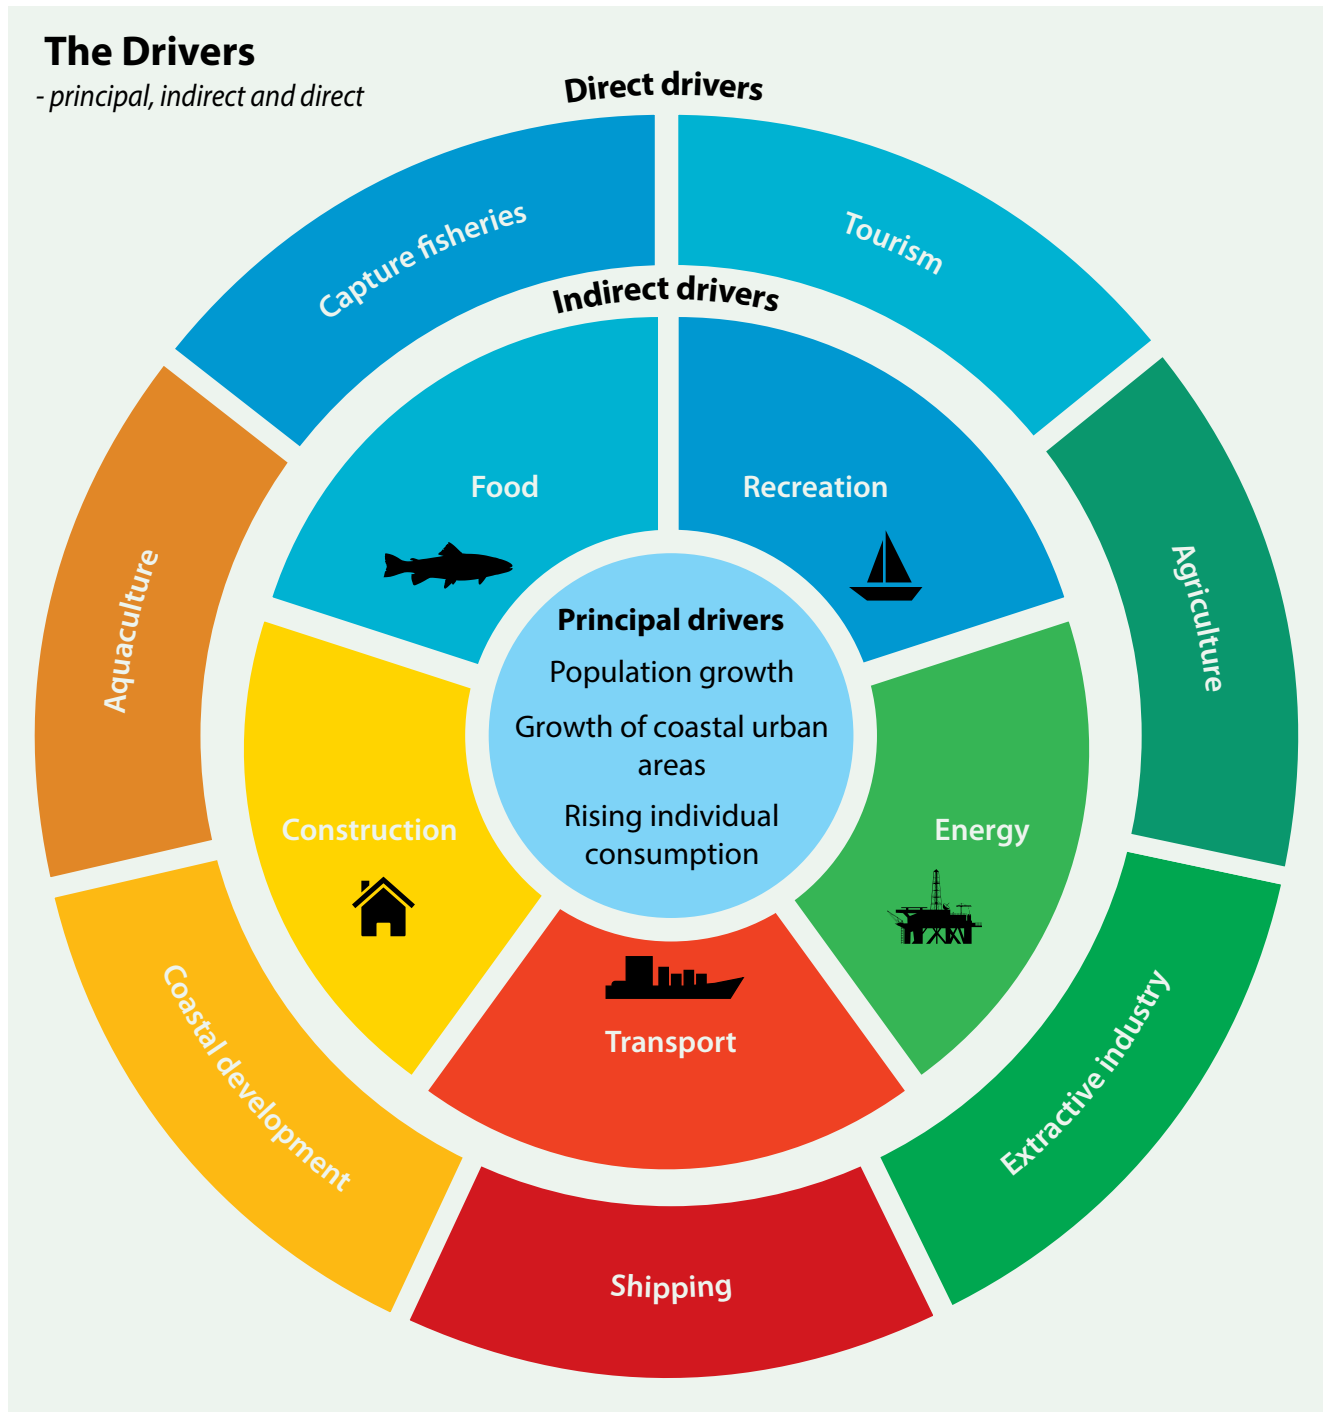 The Drivers
- principal, indirect and direct
Direct drivers
Capture fisheries
Tourism
Indirect drivers
Food
Recreation
Aquaculture
Agriculture
Principal drivers
Population growth
Growth of coastal urban
areas
Rising individual
consumption
Construction
Energy
Transport
Coastal development
Extractive industry
Shipping